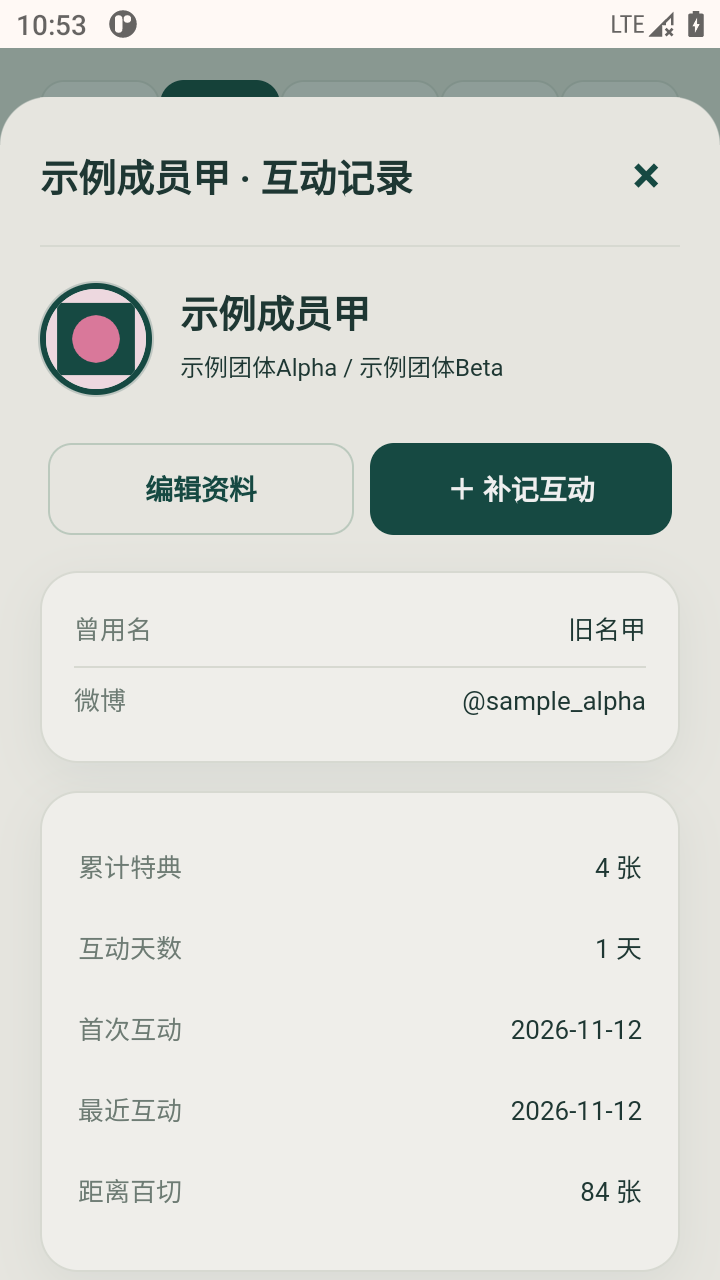 10:53
LTE
示例成员甲 · 互动记录
×
示例成员甲
示例团体Alpha / 示例团体Beta
编辑资料
＋ 补记互动
曾用名 旧名甲
微博 @sample_alpha
累计特典 4 张
互动天数 1 天
首次互动 2026-11-12
最近互动 2026-11-12
距离百切 84 张